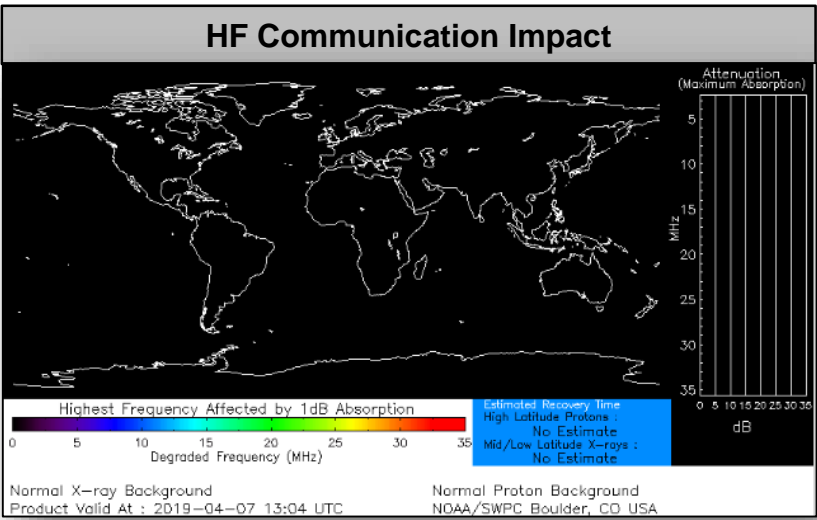 HF Communication Impact
Attenuation
(Maximum Absorption)
5
10
15
20
25
30
35
MHz
0 5 10 15 20 25 30 35
dB
Highest Frequency Affected by 1dB Absorption
0 5 10 15 20 25 30 35
Degraded Frequency (MHz)
Estimated Recovery Time
High Latitude Protons :
No Estimate
Mid/Low Latitude X-rays :
No Estimate
Normal X-ray Background
Normal Proton Background
Product Valid At : 2019-04-07 13:04 UTC
NOAA/SWPC Boulder, CO USA